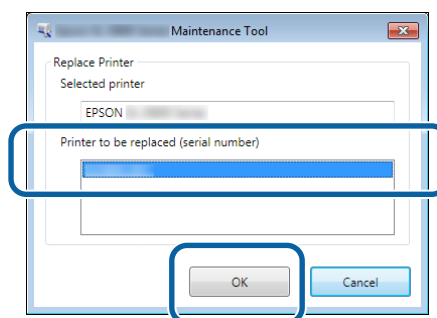 Maintenance Tool
Replace Printer
Selected printer
EPSON
Printer to be replaced (serial number)
OK
Cancel